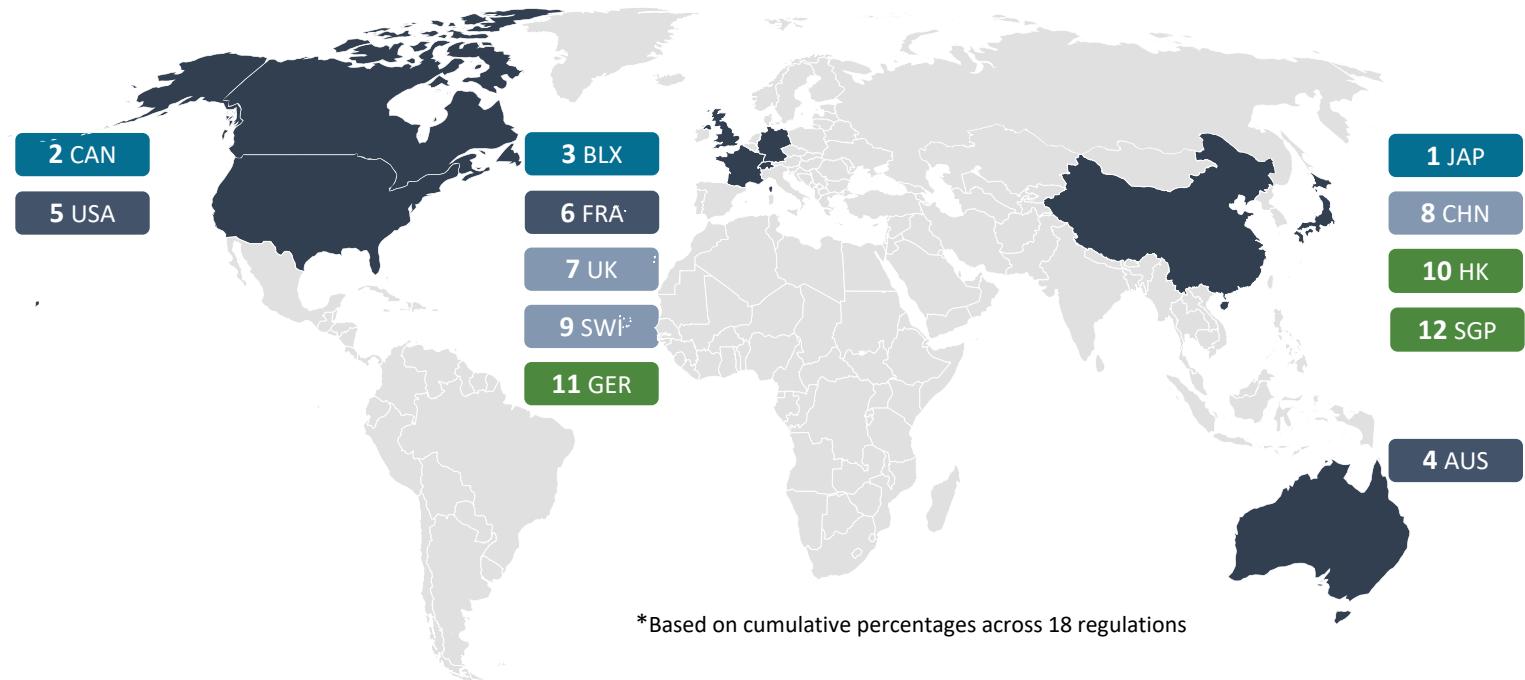 2 CAN
5 USA
3 BLX
6 FRA
7 UK
9 SWI
11 GER
1 JAP
8 CHN
10 HK
12 SGP
4 AUS
*Based on cumulative percentages across 18 regulations